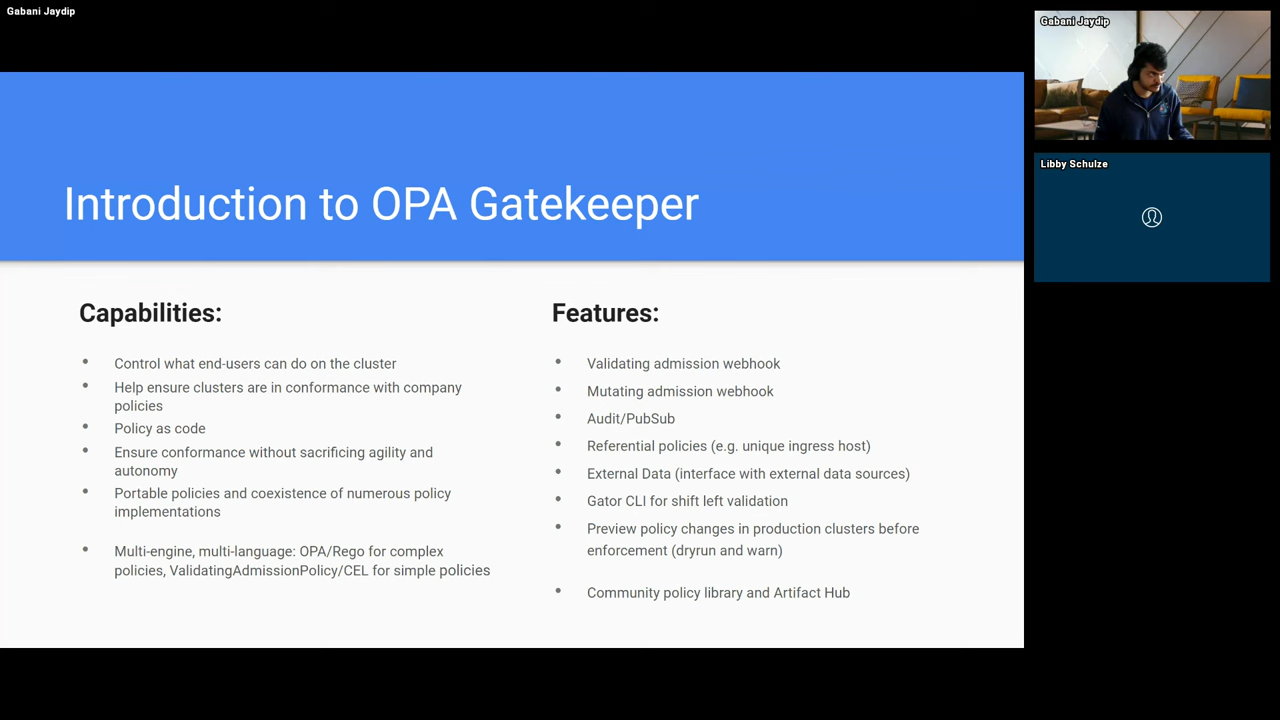 Gabani Jaydip
Gabani Jaydip
Libby Schulze
Introduction to OPA Gatekeeper
Capabilities:
• Control what end-users can do on the cluster
• Help ensure clusters are in conformance with company
policies
• Policy as code
• Ensure conformance without sacrificing agility and
autonomy
• Portable policies and coexistence of numerous policy
implementations
• Multi-engine, multi-language: OPA/Rego for complex
policies, ValidatingAdmissionPolicy/CEL for simple policies
Features:
• Validating admission webhook
• Mutating admission webhook
• Audit/PubSub
• Referential policies (e.g. unique ingress host)
• External Data (interface with external data sources)
• Gator CLI for shift left validation
• Preview policy changes in production clusters before
enforcement (dryrun and warn)
• Community policy library and Artifact Hub